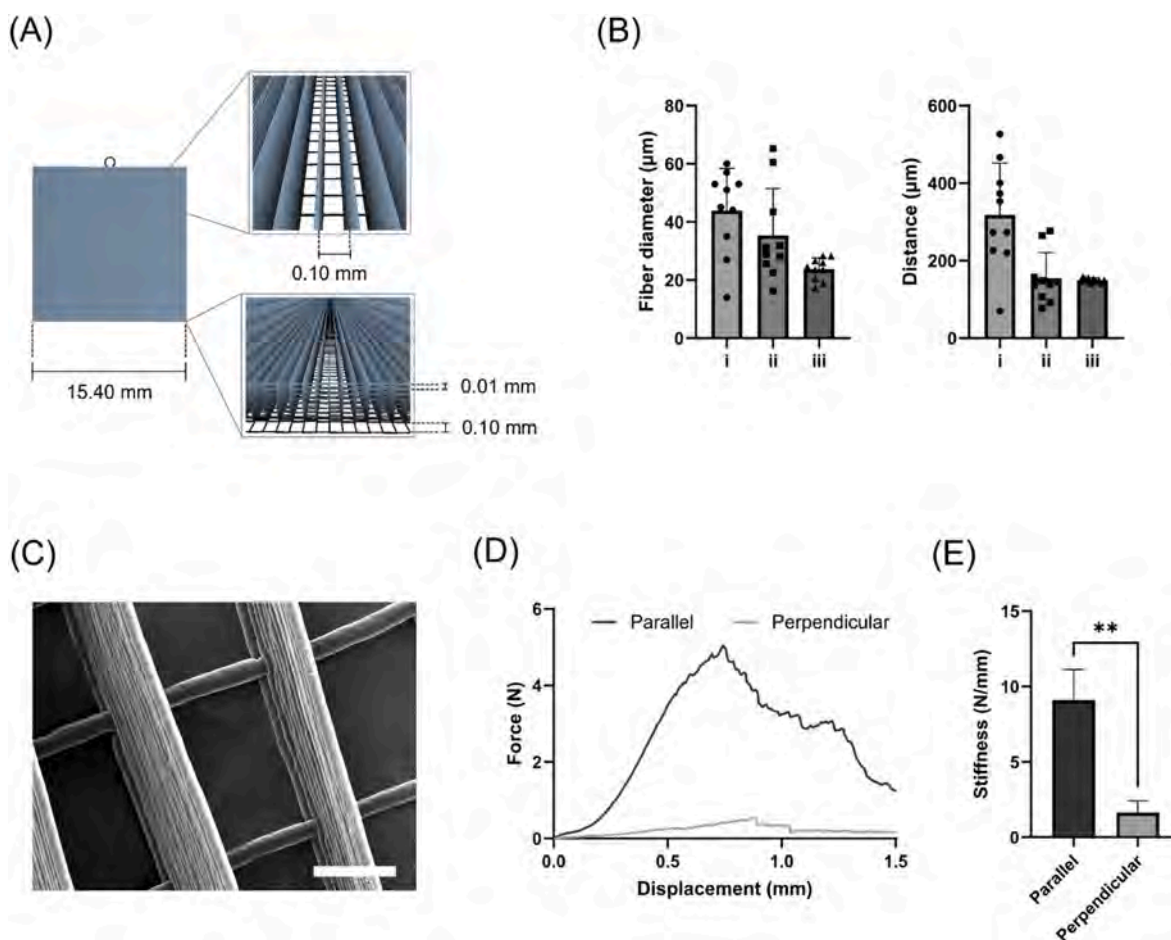 (A)
0.10 mm
15.40 mm
0.01 mm
0.10 mm
(B)
Fiber diameter (µm)
80
60
40
20
0
i ii iii
Distance (µm)
600
400
200
0
i ii iii
(C)
(D)
Force (N)
6
4
2
0
Parallel Perpendicular
0.0 0.5 1.0 1.5
Displacement (mm)
(E)
Stiffness (N/mm)
15
10
5
0
**
Parallel
Perpendicular